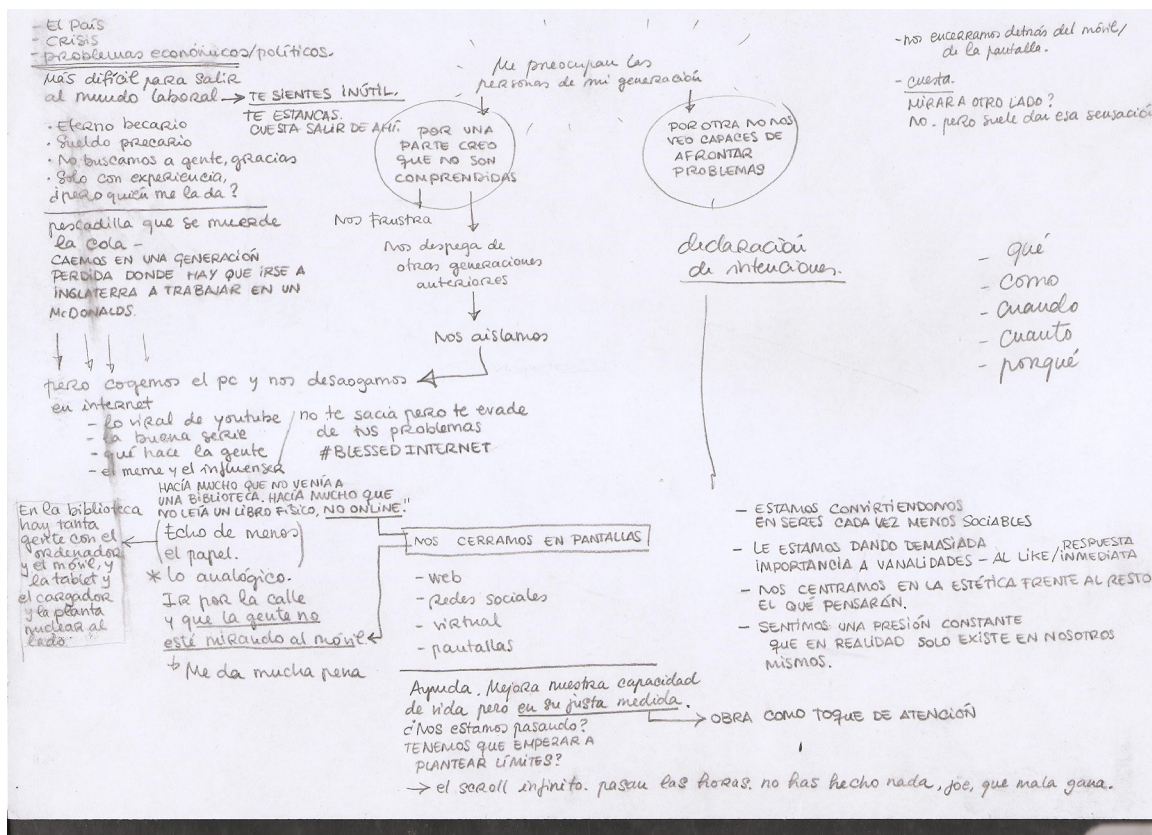 - El País
- CRISIS
- problemas económicos/políticos.
Más difícil para salir
al mundo laboral → TE SIENTES INÚTIL.
TE ESTANCAS.
CUESTA SALIR DE AHÍ.
• Eterno becario
• Sueldo precario
• No buscamos a gente, gracias
• Solo con experiencia,
¿pero quién me la da?
pescadilla que se muerde
la cola –
CAEMOS EN UNA GENERACIÓN
PERDIDA DONDE HAY QUE IRSE A
INGLATERRA A TRABAJAR EN UN
McDONALDS.
Me preocupan las
personas de mi generación
POR UNA
PARTE CREO
QUE NO SON
COMPRENDIDAS
Nos Frustra
Nos despega de
otras generaciones
anteriores
Nos aislamos
pero cogemos el pc y nos desaogamos
en internet
- lo viral de youtube
- la buena serie
- qué hace la gente
- el meme y el influenser
no te sacia pero te evade
de tus problemas
#BLESSEDINTERNET
POR OTRA NO NOS
VEO CAPACES DE
AFRONTAR
PROBLEMAS
declaración
de intenciones.
- nos encerramos detrás del móvil/
de la pantalla.
- cuesta.
MIRAR A OTRO LADO?
NO. pero suele dar esa sensación
- qué
- como
- cuando
- cuanto
- porqué
HACÍA MUCHO QUE NO VENÍA A
UNA BIBLIOTECA. HACÍA MUCHO QUE
NO LEÍA UN LIBRO FÍSICO, NO ONLINE."
(Echo de menos
el papel.)
* lo analógico.
Ir por la calle
y que la gente no
esté mirando al móvil
Me da mucha pena
En la biblioteca
hay tanta
gente con el
ordenador
y el móvil, y
la tablet y
el cargador
y la planta
nuclear al
lado.
NOS CERRAMOS EN PANTALLAS
- web
- redes sociales
- virtual
- pantallas
Ayuda. Mejora nuestra capacidad
de vida pero en su justa medida.
→ OBRA COMO TOQUE DE ATENCIÓN
¿Nos estamos pasando?
TENEMOS QUE EMPEZAR A
PLANTEAR LÍMITES?
→ el scroll infinito. pasan las horas. no has hecho nada, joe, que mala gana.
- ESTAMOS CONVIRTIENDONOS
EN SERES CADA VEZ MENOS SOCIABLES
- LE ESTAMOS DANDO DEMASIADA
IMPORTANCIA A VANALIDADES - AL LIKE/RESPUESTA INMEDIATA
- NOS CENTRAMOS EN LA ESTÉTICA FRENTE AL RESTO
EL QUÉ PENSARÁN.
- SENTIMOS UNA PRESIÓN CONSTANTE
QUE EN REALIDAD SOLO EXISTE EN NOSOTROS
MISMOS.